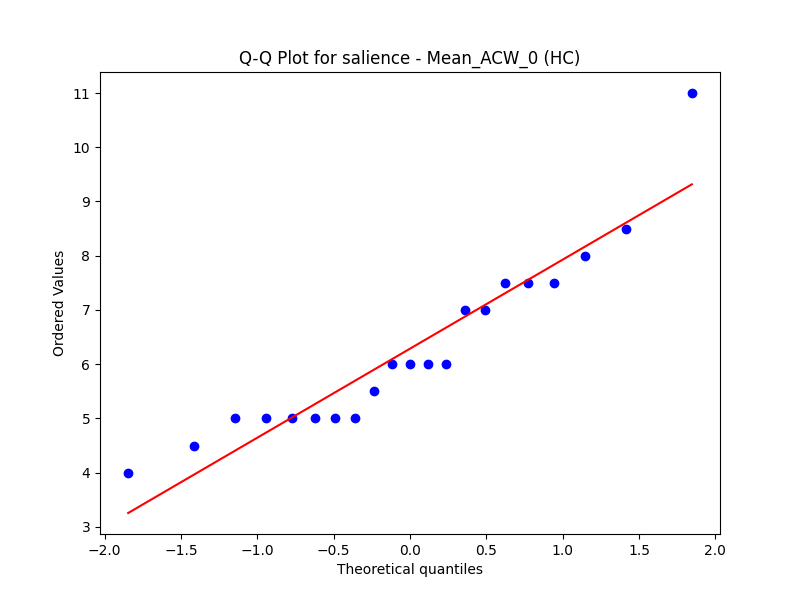 Q-Q Plot for salience - Mean_ACW_0 (HC)
11
10
9
8
7
6
5
4
3
Ordered Values
−2.0 −1.5 −1.0 −0.5 0.0 0.5 1.0 1.5 2.0
Theoretical quantiles